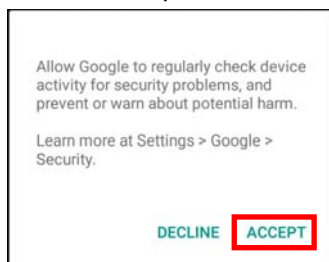 Allow Google to regularly check device
activity for security problems, and
prevent or warn about potential harm.
Learn more at Settings > Google >
Security.
DECLINE ACCEPT